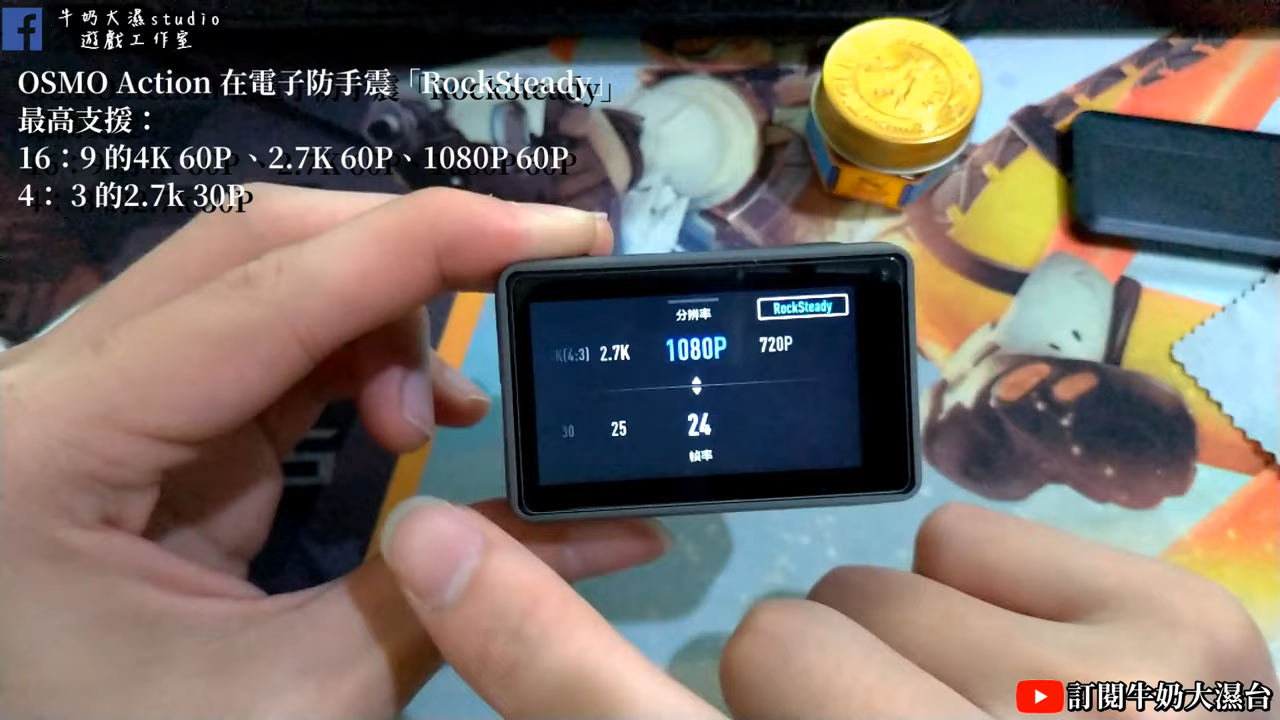 牛奶大濕studio
遊戲工作室
OSMO Action 在電子防手震「RockSteady」
最高支援：
16：9 的4K 60P 、2.7K 60P、1080P 60P
4： 3 的2.7k 30P
分辨率
RockSteady
K(4:3) 2.7K 1080P 720P
30 25 24
帧率
訂閱牛奶大濕台